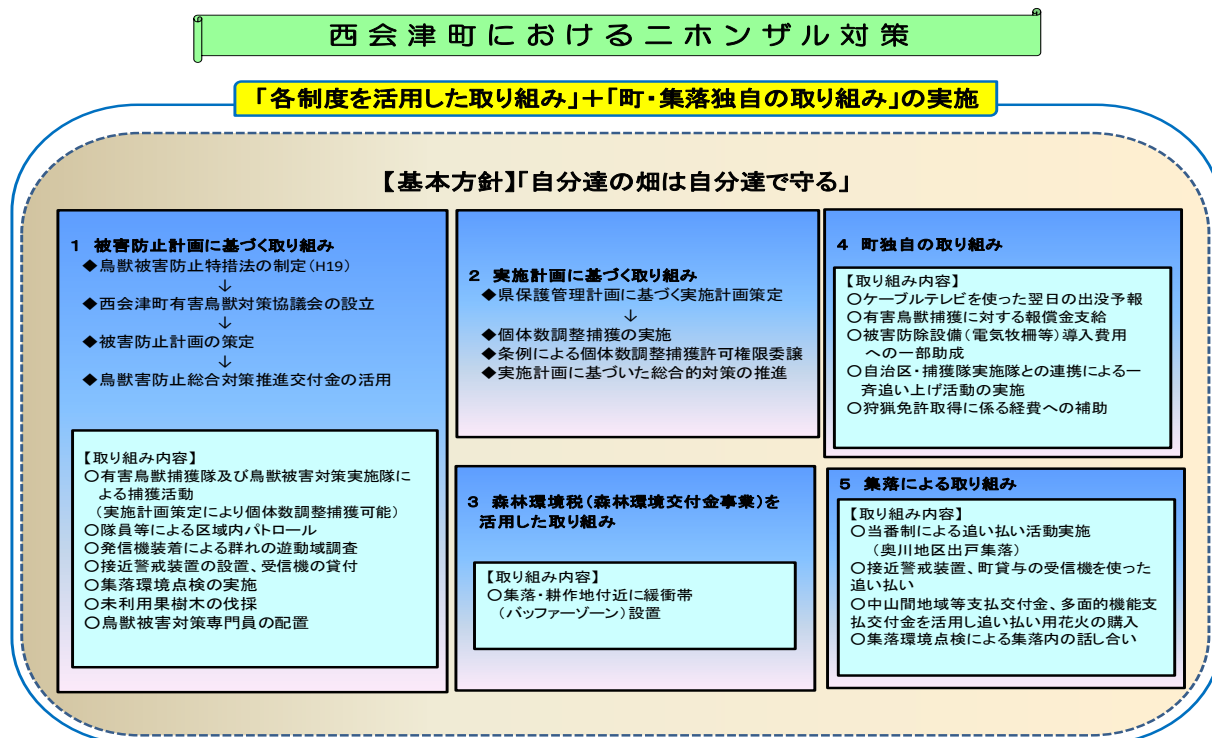 西会津町におけるニホンザル対策
「各制度を活用した取り組み」＋「町・集落独自の取り組み」の実施
【基本方針】「自分達の畑は自分達で守る」
１ 被害防止計画に基づく取り組み
◆鳥獣被害防止特措法の制定（H19）
↓
◆西会津町有害鳥獣対策協議会の設立
↓
◆被害防止計画の策定
↓
◆鳥獣害防止総合対策推進交付金の活用
【取り組み内容】
○有害鳥獣捕獲隊及び鳥獣被害対策実施隊に
よる捕獲活動
（実施計画策定により個体数調整捕獲可能）
○隊員等による区域内パトロール
○発信機装着による群れの遊動域調査
○接近警戒装置の設置、受信機の貸付
○集落環境点検の実施
○未利用果樹木の伐採
○鳥獣被害対策専門員の配置
２ 実施計画に基づく取り組み
◆県保護管理計画に基づく実施計画策定
↓
◆個体数調整捕獲の実施
◆条例による個体数調整捕獲許可権限委譲
◆実施計画に基づいた総合的対策の推進
３ 森林環境税（森林環境交付金事業）を
活用した取り組み
【取り組み内容】
○集落・耕作地付近に緩衝帯
（バッファーゾーン）設置
４ 町独自の取り組み
【取り組み内容】
○ケーブルテレビを使った翌日の出没予報
○有害鳥獣捕獲に対する報償金支給
○被害防除設備（電気牧柵等）導入費用
への一部助成
○自治区・捕獲隊実施隊との連携による一
斉追い上げ活動の実施
○狩猟免許取得に係る経費への補助
５ 集落による取り組み
【取り組み内容】
○当番制による追い払い活動実施
（奥川地区出戸集落）
○接近警戒装置、町貸与の受信機を使った
追い払い
○中山間地域等支払交付金、多面的機能支
払交付金を活用し追い払い用花火の購入
○集落環境点検による集落内の話し合い